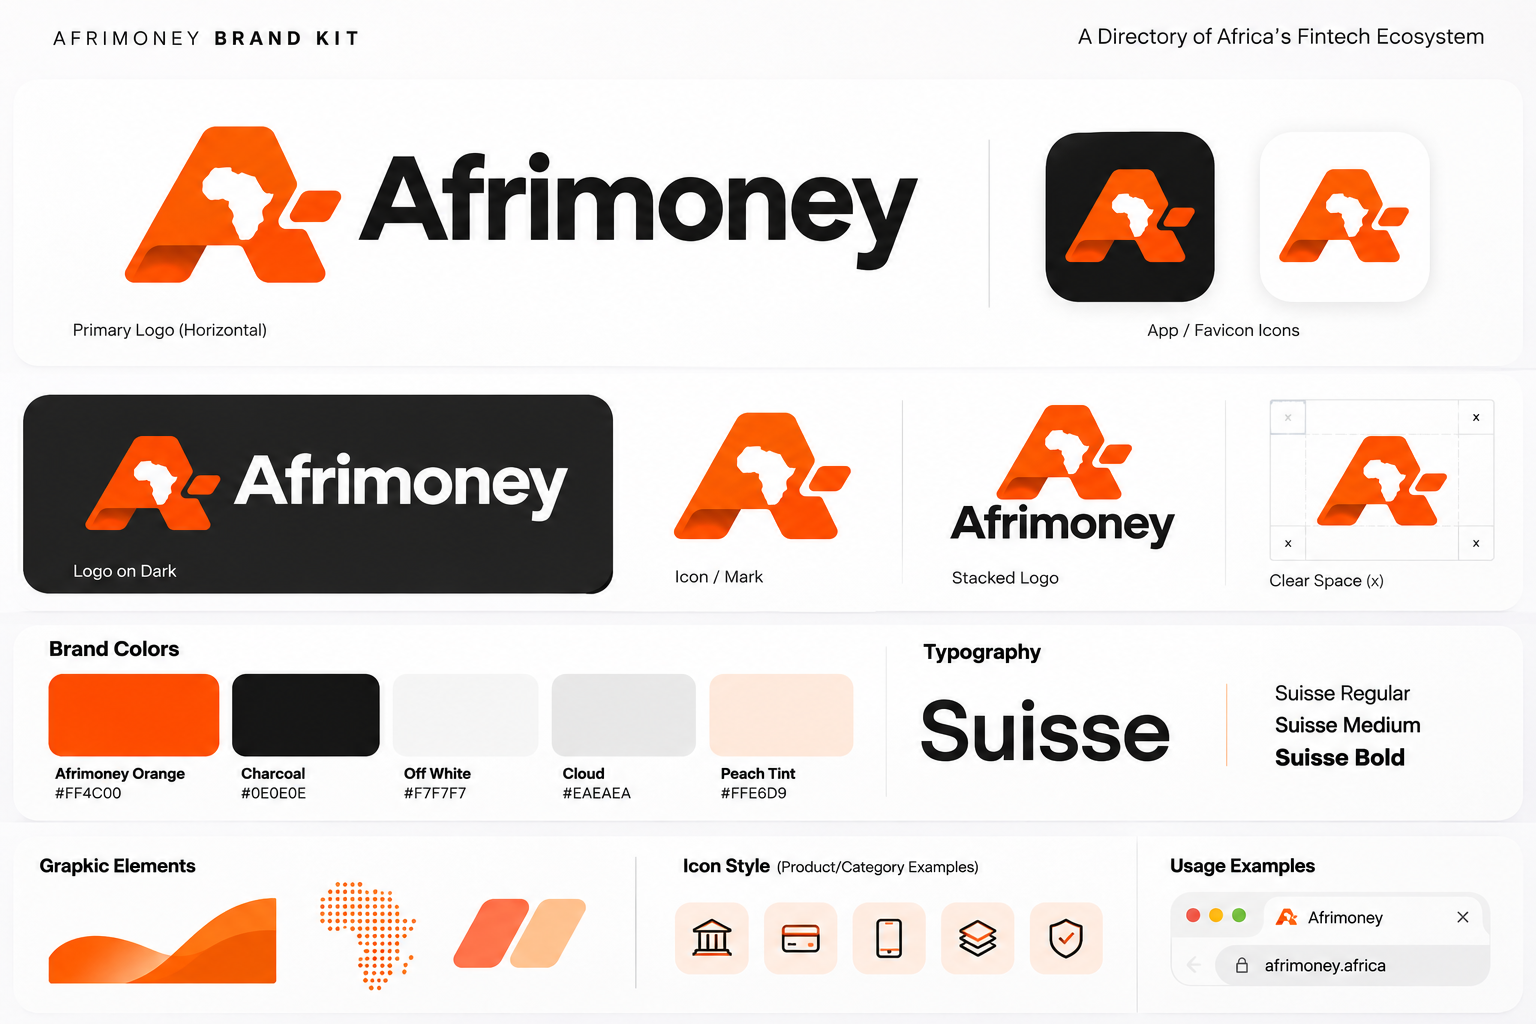 AFRIMONEY BRAND KIT
A Directory of Africa's Fintech Ecosystem
Afrimoney
Primary Logo (Horizontal)
App / Favicon Icons
Afrimoney
Logo on Dark
Icon / Mark
Afrimoney
Stacked Logo
x
x
x
x
Clear Space (x)
Brand Colors
Afrimoney Orange
#FF4C00
Charcoal
#0E0E0E
Off White
#F7F7F7
Cloud
#EAEAEA
Peach Tint
#FFE6D9
Typography
Suisse
Suisse Regular
Suisse Medium
Suisse Bold
Grapkic Elements
Icon Style (Product/Category Examples)
Usage Examples
Afrimoney
afrimoney.africa